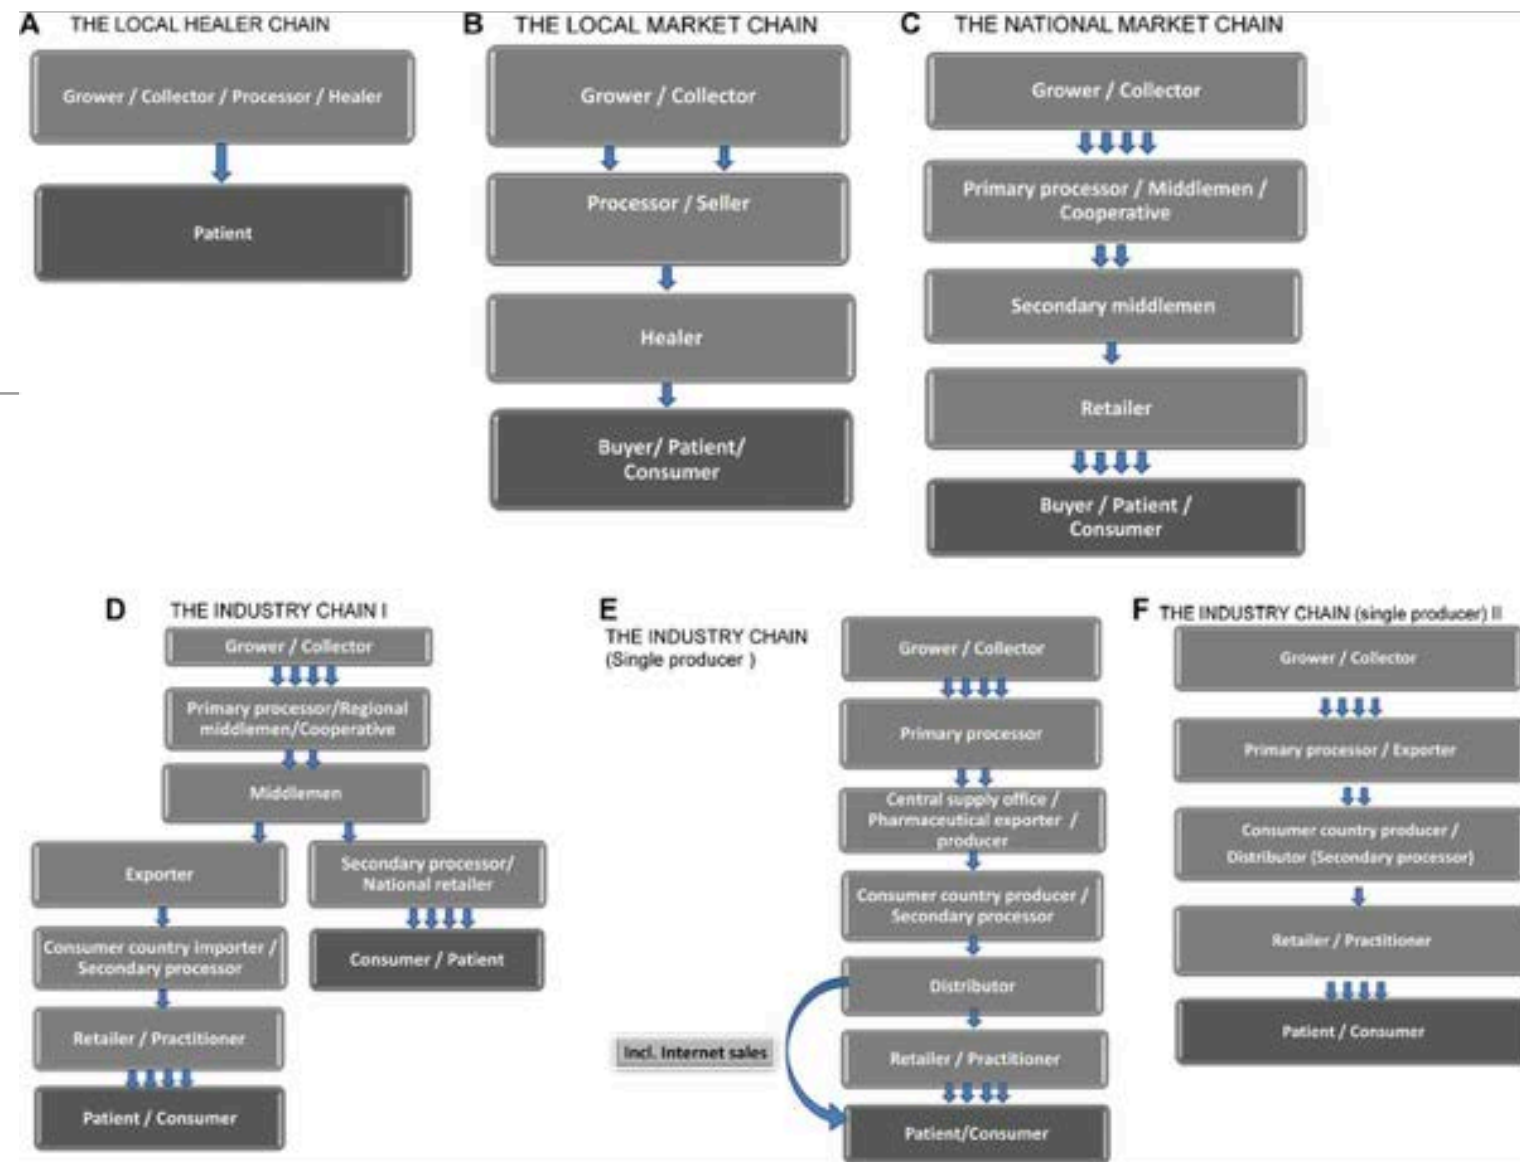 A THE LOCAL HEALER CHAIN
Grower / Collector / Processor / Healer
Patient
B THE LOCAL MARKET CHAIN
Grower / Collector
Processor / Seller
Healer
Buyer/ Patient/
Consumer
C THE NATIONAL MARKET CHAIN
Grower / Collector
Primary processor / Middlemen /
Cooperative
Secondary middlemen
Retailer
Buyer / Patient /
Consumer
D THE INDUSTRY CHAIN I
Grower / Collector
Primary processor/Regional
middlemen/Cooperative
Middlemen
Exporter
Consumer country importer /
Secondary processor
Retailer / Practitioner
Patient / Consumer
Secondary processor/
National retailer
Consumer / Patient
E
THE INDUSTRY CHAIN
(Single producer )
Grower / Collector
Primary processor
Central supply office /
Pharmaceutical exporter /
producer
Consumer country producer /
Secondary processor
Distributor
Incl. Internet sales
Retailer / Practitioner
Patient/Consumer
F THE INDUSTRY CHAIN (single producer) II
Grower / Collector
Primary processor / Exporter
Consumer country producer /
Distributor (Secondary processor)
Retailer / Practitioner
Patient / Consumer